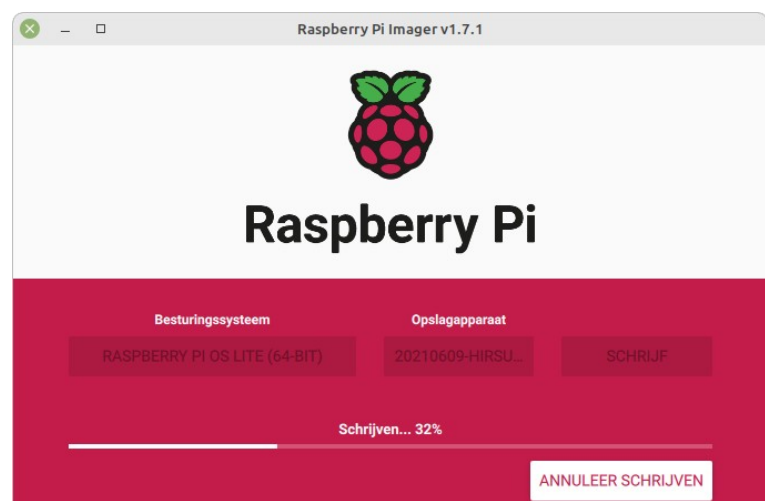 Raspberry Pi Imager v1.7.1
Raspberry Pi
Besturingssysteem Opslagapparaat
RASPBERRY PI OS LITE (64-BIT) 20210609-HIRSU... SCHRIJF
Schrijven... 32%
ANNULEER SCHRIJVEN